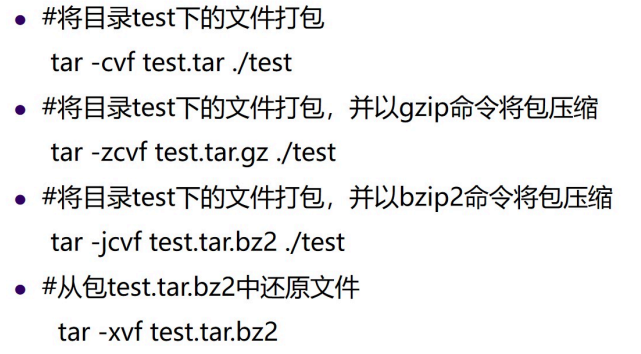 #将目录test下的文件打包
tar -cvf test.tar ./test
#将目录test下的文件打包，并以gzip命令将包压缩
tar -zcvf test.tar.gz ./test
#将目录test下的文件打包，并以bzip2命令将包压缩
tar -jcvf test.tar.bz2 ./test
#从包test.tar.bz2中还原文件
tar -xvf test.tar.bz2